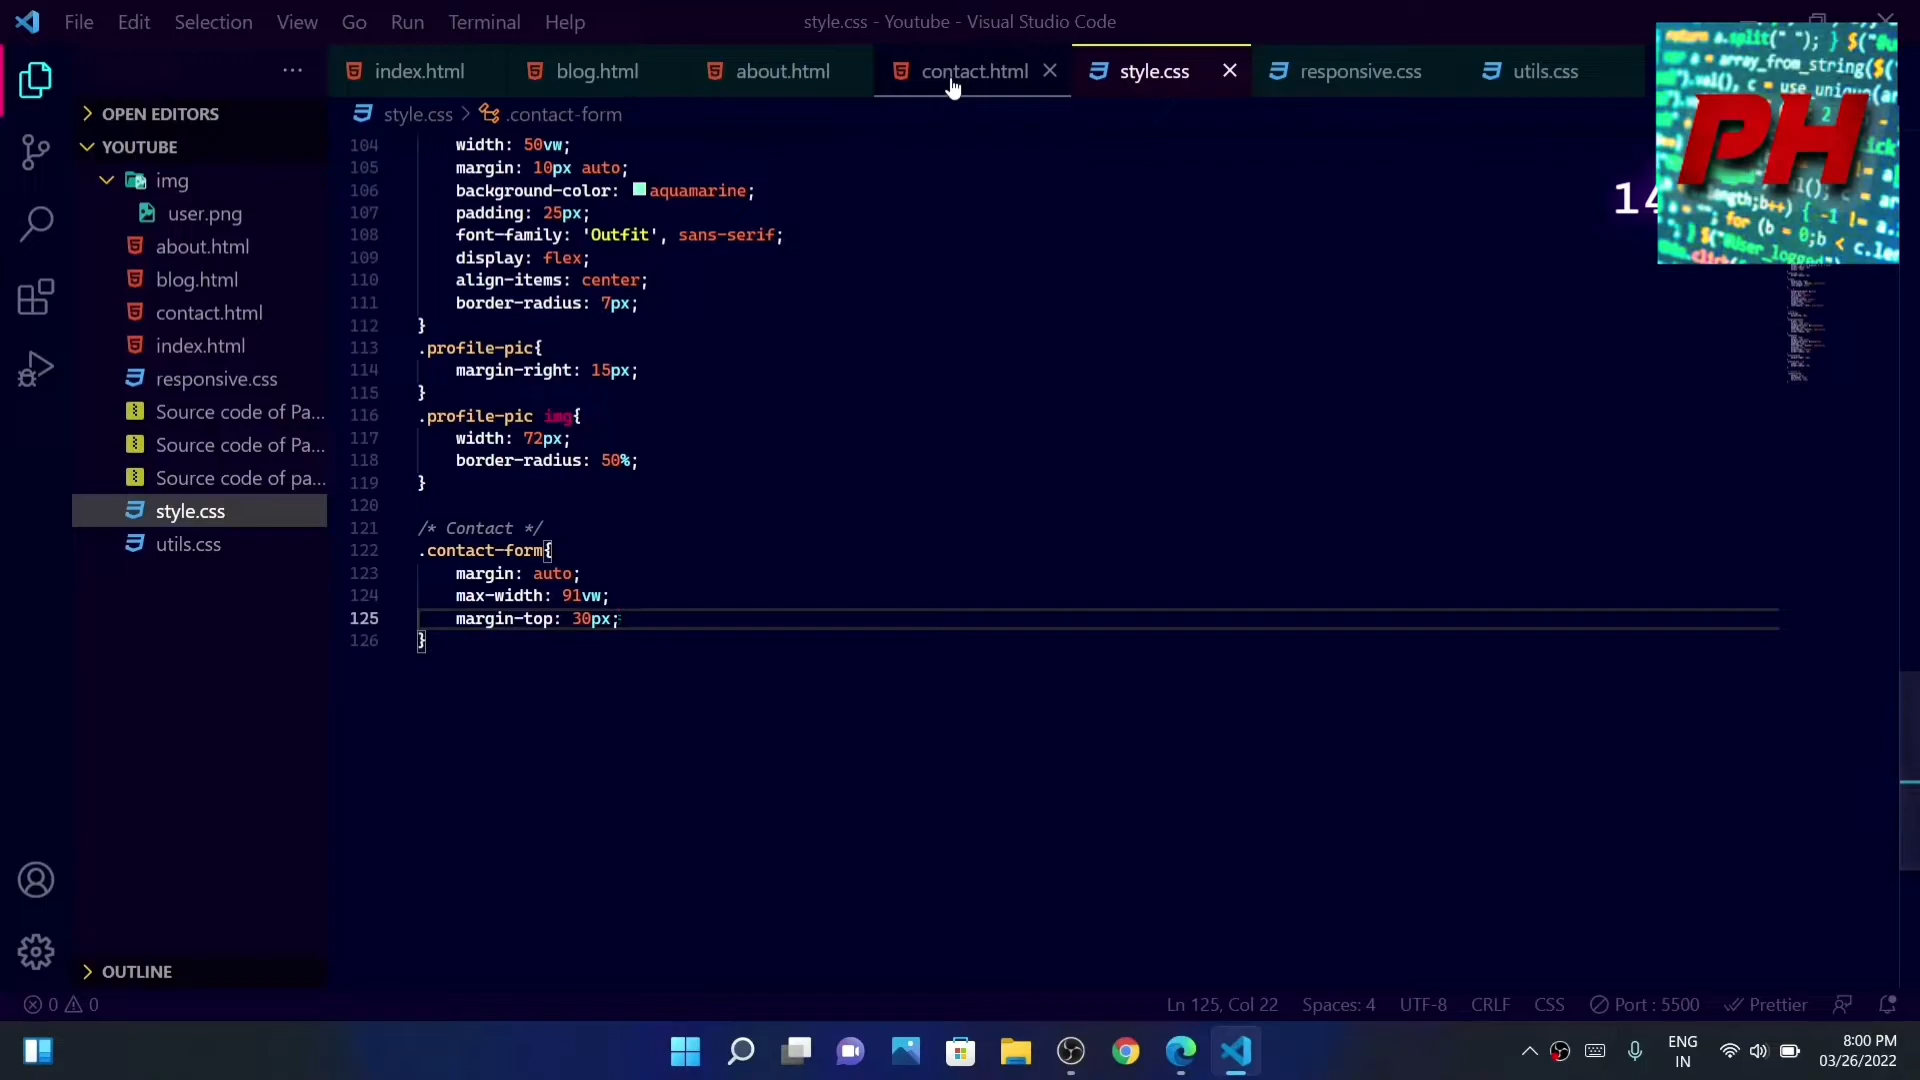 File Edit Selection View Go Run Terminal Help
style.css - Youtube - Visual Studio Code
index.html
blog.html
about.html
contact.html
style.css
responsive.css
utils.css
OPEN EDITORS
YOUTUBE
img
user.png
about.html
blog.html
contact.html
index.html
responsive.css
Source code of Pa...
Source code of Pa...
Source code of pa...
style.css
utils.css
OUTLINE
style.css > .contact-form
104 width: 50vw;
105 margin: 10px auto;
106 background-color: aquamarine;
107 padding: 25px;
108 font-family: 'Outfit', sans-serif;
109 display: flex;
110 align-items: center;
111 border-radius: 7px;
112 }
113 .profile-pic{
114 margin-right: 15px;
115 }
116 .profile-pic img{
117 width: 72px;
118 border-radius: 50%;
119 }
120
121 /* Contact */
122 .contact-form{
123 margin: auto;
124 max-width: 91vw;
125 margin-top: 30px;
126 }
PH
0 0
Ln 125, Col 22 Spaces: 4 UTF-8 CRLF CSS Port : 5500 Prettier
ENG
IN
8:00 PM
03/26/2022